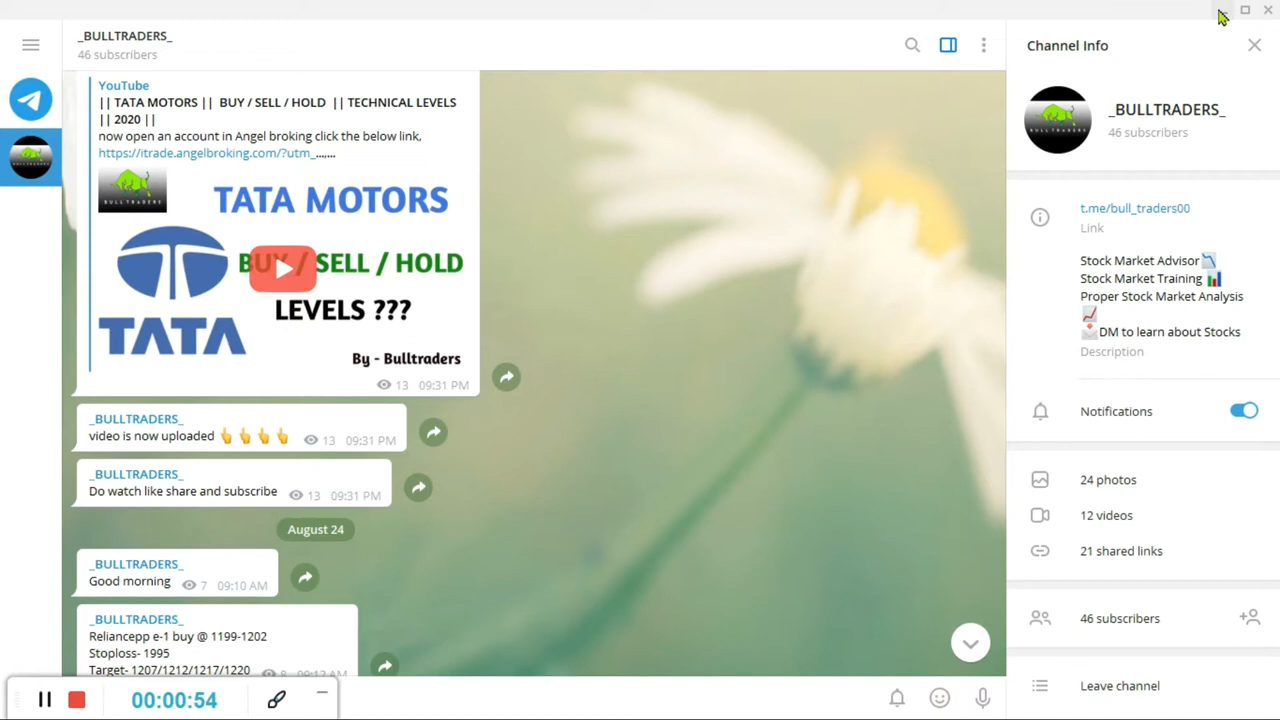 _BULLTRADERS_
46 subscribers
YouTube
|| TATA MOTORS || BUY / SELL / HOLD || TECHNICAL LEVELS
|| 2020 ||
now open an account in Angel broking click the below link,
https://itrade.angelbroking.com/?utm_...,...
BULLTRADERS
TATA MOTORS
BUY / SELL / HOLD
LEVELS ???
TATA
By - Bulltraders
13 09:31 PM
_BULLTRADERS_
video is now uploaded 👆👆👆👆 13 09:31 PM
_BULLTRADERS_
Do watch like share and subscribe 13 09:31 PM
August 24
_BULLTRADERS_
Good morning 7 09:10 AM
_BULLTRADERS_
Reliancepp e-1 buy @ 1199-1202
Stoploss- 1995
Target- 1207/1212/1217/1220 8 09:12 AM
00:00:54
Channel Info
BULLTRADERS
_BULLTRADERS_
46 subscribers
t.me/bull_traders00
Link
Stock Market Advisor📉
Stock Market Training 📊
Proper Stock Market Analysis
📈
📩DM to learn about Stocks
Description
Notifications
24 photos
12 videos
21 shared links
46 subscribers
Leave channel